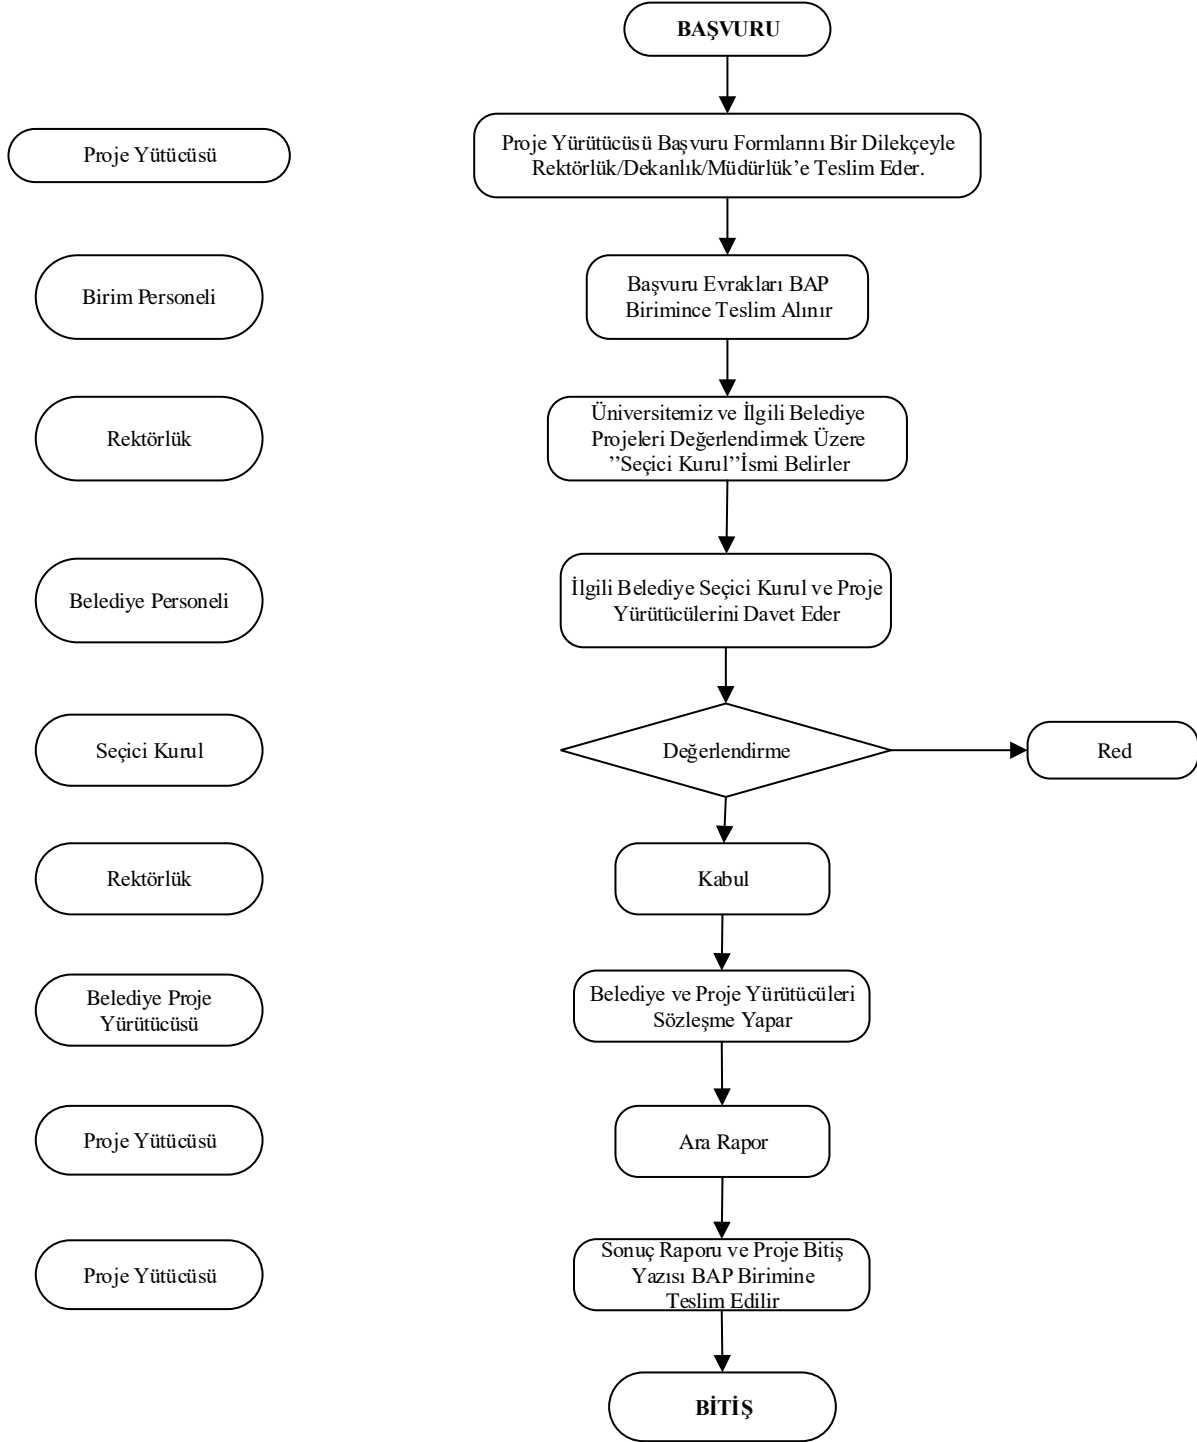 BAŞVURU
Proje Yütücüsü
Proje Yürütücüsü Başvuru Formlarını Bir Dilekçeyle
Rektörlük/Dekanlık/Müdürlük’e Teslim Eder.
Birim Personeli
Başvuru Evrakları BAP
Birimince Teslim Alınır
Rektörlük
Üniversitemiz ve İlgili Belediye
Projeleri Değerlendirmek Üzere
’’Seçici Kurul’’İsmi Belirler
Belediye Personeli
İlgili Belediye Seçici Kurul ve Proje
Yürütücülerini Davet Eder
Seçici Kurul
Değerlendirme
Red
Rektörlük
Kabul
Belediye Proje
Yürütücüsü
Belediye ve Proje Yürütücüleri
Sözleşme Yapar
Proje Yütücüsü
Ara Rapor
Proje Yütücüsü
Sonuç Raporu ve Proje Bitiş
Yazısı BAP Birimine
Teslim Edilir
BİTİŞ